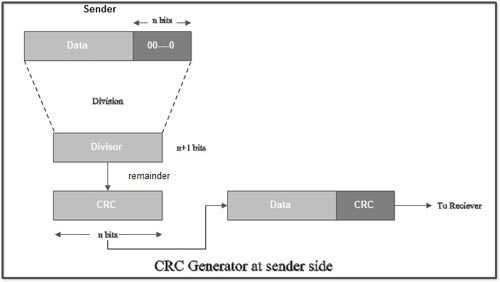 Sender
n bits
Data
00----0
Division
Divisor
n+1 bits
remainder
CRC
Data
CRC
To Reciever
n bits
CRC Generator at sender side